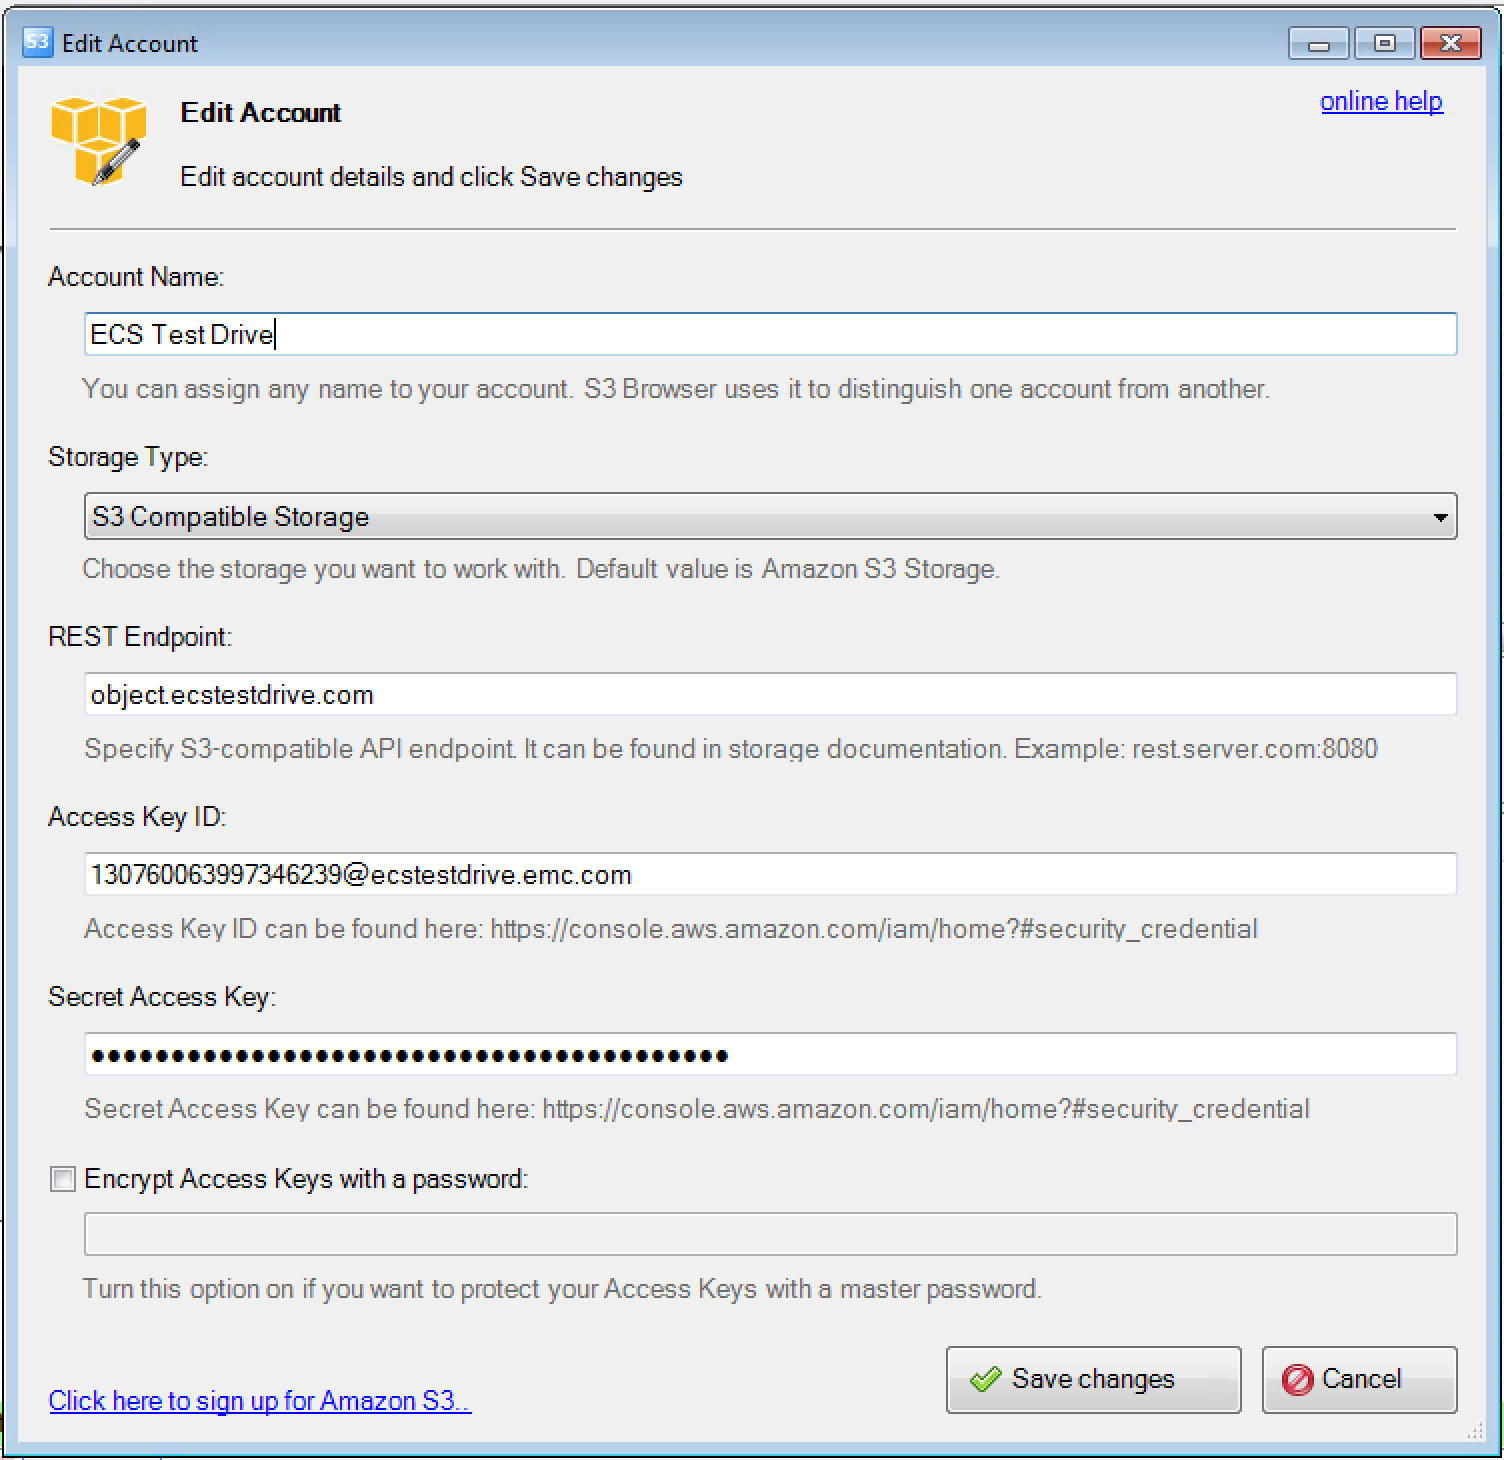 S3 Edit Account
Edit Account
online help
Edit account details and click Save changes
Account Name:
ECS Test Drive
You can assign any name to your account. S3 Browser uses it to distinguish one account from another.
Storage Type:
S3 Compatible Storage
Choose the storage you want to work with. Default value is Amazon S3 Storage.
REST Endpoint:
object.ecstestdrive.com
Specify S3-compatible API endpoint. It can be found in storage documentation. Example: rest.server.com:8080
Access Key ID:
130760063997346239@ecstestdrive.emc.com
Access Key ID can be found here: https://console.aws.amazon.com/iam/home?#security_credential
Secret Access Key:
●●●●●●●●●●●●●●●●●●●●●●●●●●●●●●●●●●●●●●●●
Secret Access Key can be found here: https://console.aws.amazon.com/iam/home?#security_credential
Encrypt Access Keys with a password:
Turn this option on if you want to protect your Access Keys with a master password.
Save changes
Cancel
Click here to sign up for Amazon S3..